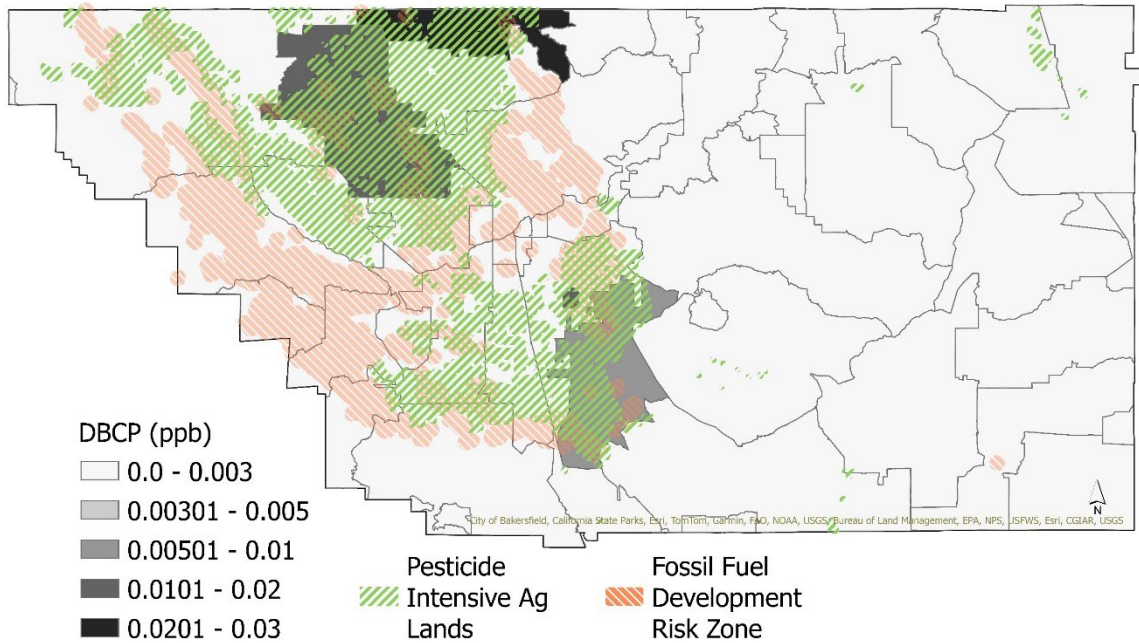 DBCP (ppb)
0.0 - 0.003
0.00301 - 0.005
0.00501 - 0.01
0.0101 - 0.02
0.0201 - 0.03
Pesticide
Intensive Ag
Lands
Fossil Fuel
Development
Risk Zone
N
City of Bakersfield, California State Parks, Esri, TomTom, Garmin, FAO, NOAA, USGS, Bureau of Land Management, EPA, NPS, USFWS, Esri, CGIAR, USGS